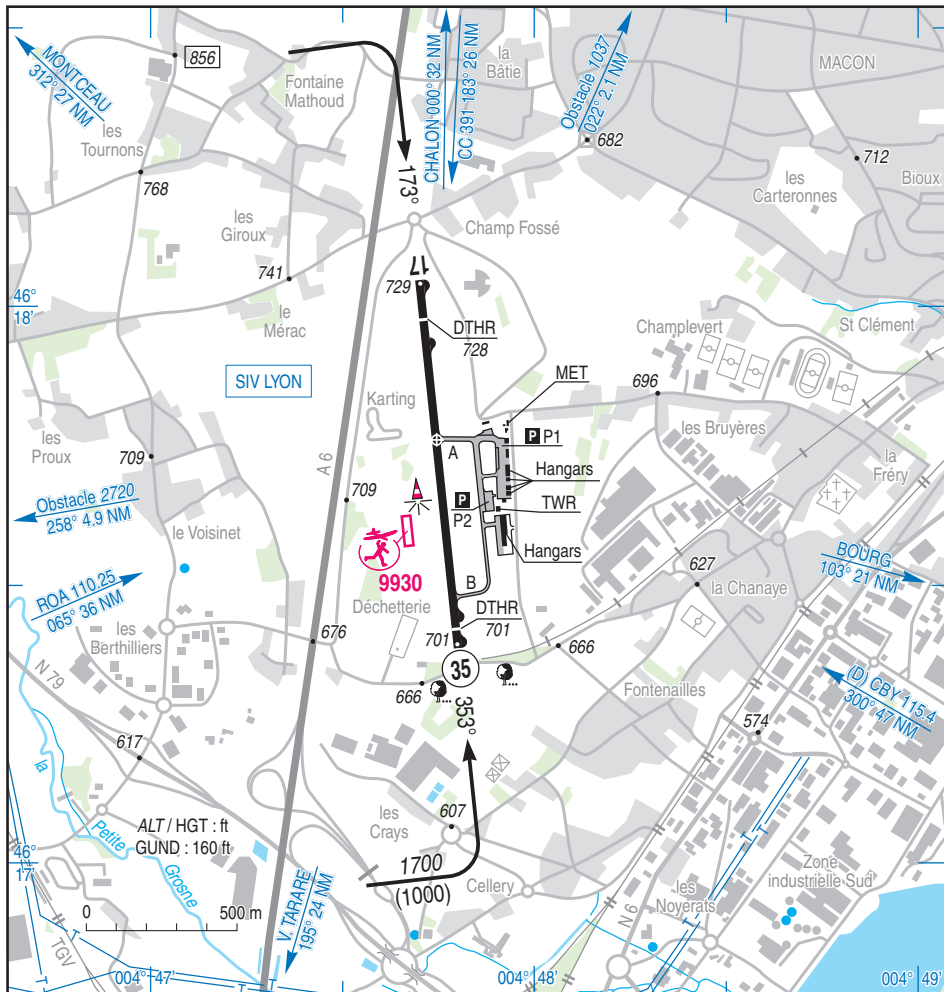 MONTCEAU
312° 27 NM
856
Fontaine
Mathoud
les
Tournons
768
CHALON 000° 32 NM
CC 391 183° 26 NM
la
Bâtie
Obstacle 1037
022° 2.1 NM
MACON
682
712
les
Carteronnes
Bioux
173°
les
Giroux
Champ Fossé
741
17
729
46°
18'
le
Mérac
DTHR
728
Champlevert
St Clément
SIV LYON
MET
696
Karting
les Bruyères
les
Proux
709
A 6
P P1
A
la
Fréry
Hangars
Obstacle 2720
258° 4.9 NM
709
P
P2
TWR
le Voisinet
Hangars
BOURG
103° 21 NM
9930
B
627
la Chanaye
ROA 110.25
065° 36 NM
Déchetterie
DTHR
701
701
les
Berthilliers
676
666
N 79
35
666
353°
Fontenailles
(D) CBY 115.4
300° 47 NM
574
617
la
Petite
Grosne
ALT / HGT : ft
GUND : 160 ft
les
Crays
607
1700
(1000)
Cellery
46°
17'
0
500 m
V. TARARE
195° 24 NM
N 6
les
Noyerats
Zone
industrielle Sud
TGV
T
T
T
T
T
T
004° 47'
004° 48'
004° 49'